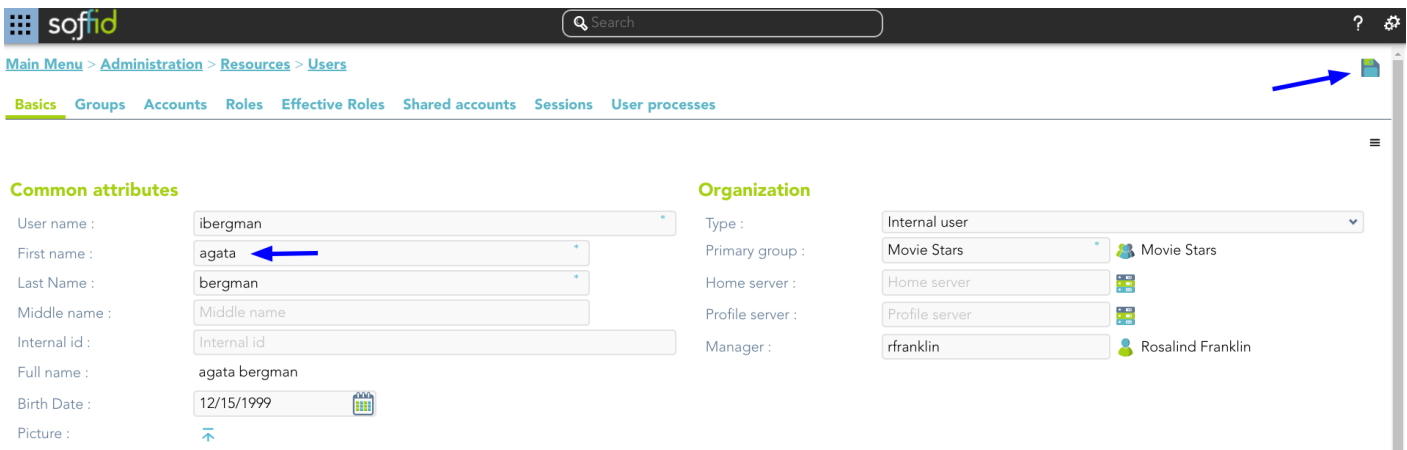 soffid
Search
?
Main Menu > Administration > Resources > Users
Basics Groups Accounts Roles Effective Roles Shared accounts Sessions User processes
Common attributes
User name : ibergman *
First name : agata *
Last Name : bergman *
Middle name : Middle name
Internal id : Internal id
Full name : agata bergman
Birth Date : 12/15/1999
Picture :
Organization
Type : Internal user
Primary group : Movie Stars * Movie Stars
Home server : Home server
Profile server : Profile server
Manager : rfranklin Rosalind Franklin